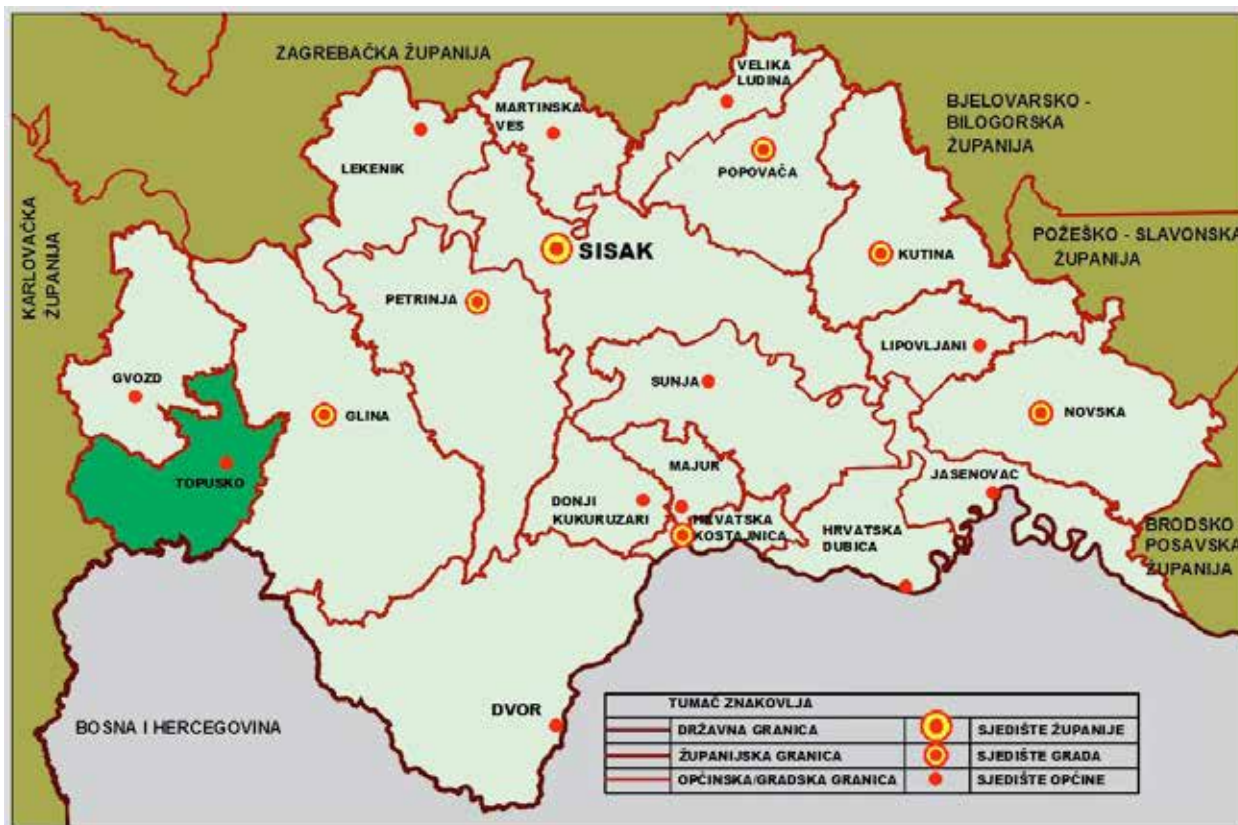 ZAGREBAČKA ŽUPANIJA
VELIKA
LUDINA
MARTINSKA
VES
BJELOVARSKO -
BILOGORSKA
ŽUPANIJA
LEKENIK
POPOVAČA
KARLOVAČKA
ŽUPANIJA
SISAK
KUTINA
POŽEŠKO - SLAVONSKA
ŽUPANIJA
PETRINJA
LIPOVLJANI
GVOZD
SUNJA
GLINA
NOVSKA
TOPUSKO
MAJUR
JASENOVAC
DONJI
KUKURUZARI
HRVATSKA
KOSTAJNICA
HRVATSKA
DUBICA
BRODSKO
POSAVSKA
ŽUPANIJA
DVOR
BOSNA I HERCEGOVINA
TUMAČ ZNAKOVLJA
DRŽAVNA GRANICA
SJEDIŠTE ŽUPANIJE
ŽUPANIJSKA GRANICA
SJEDIŠTE GRADA
OPĆINSKA/GRADSKA GRANICA
SJEDIŠTE OPĆINE